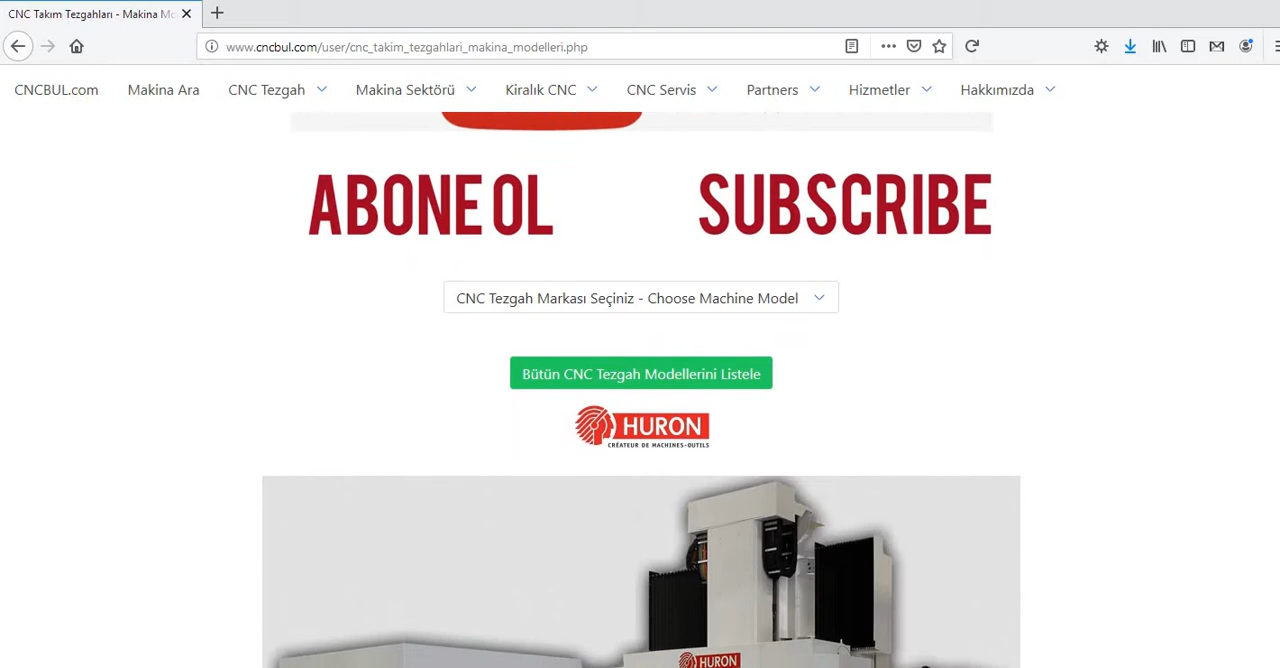 CNC Takım Tezgahları - Makina Mo
www.cncbul.com/user/cnc_takim_tezgahlari_makina_modelleri.php
CNCBUL.com Makina Ara CNC Tezgah Makina Sektörü Kiralık CNC CNC Servis Partners Hizmetler Hakkımızda
ABONE OL SUBSCRIBE
CNC Tezgah Markası Seçiniz - Choose Machine Model
Bütün CNC Tezgah Modellerini Listele
HURON
CRÉATEUR DE MACHINES-OUTILS
HURON